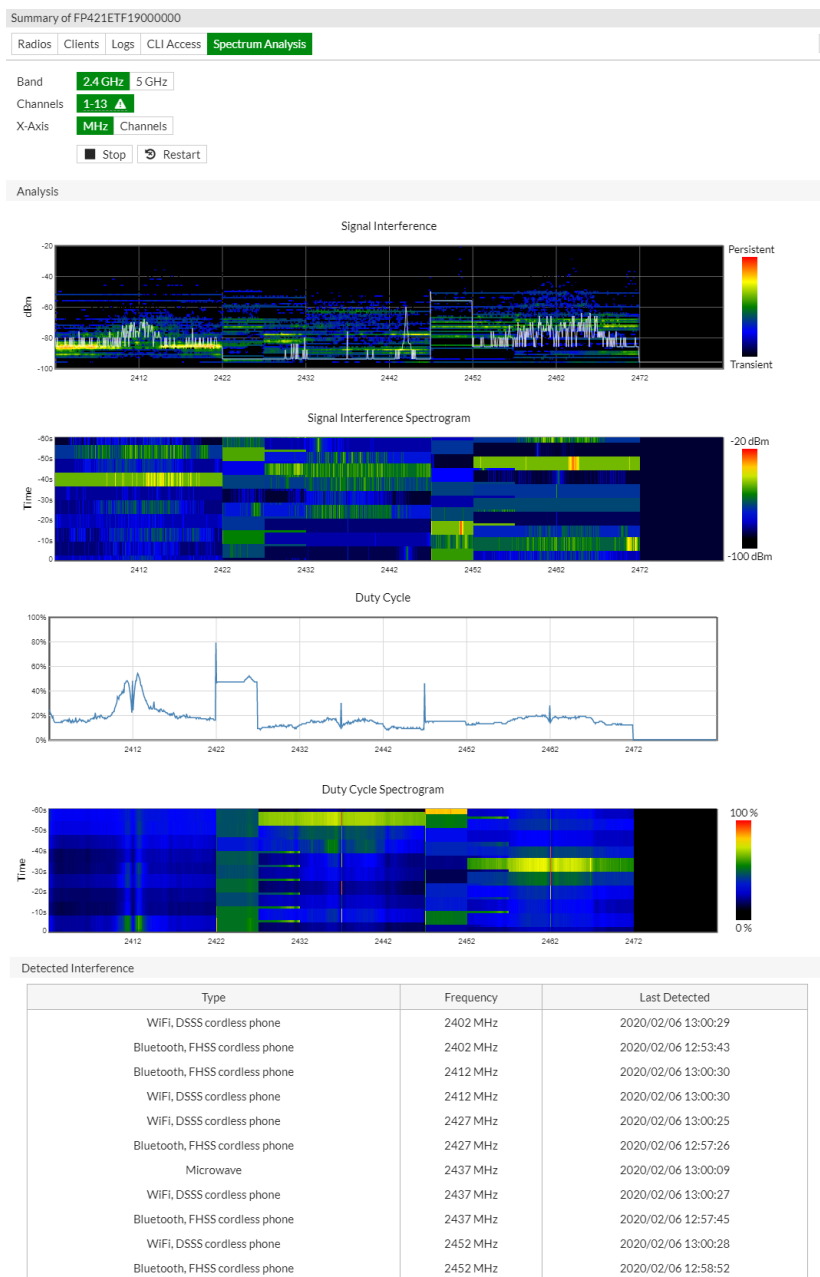 Summary of FP421ETF19000000
Radios Clients Logs CLI Access Spectrum Analysis
Band 2.4 GHz 5 GHz
Channels 1-13
X-Axis MHz Channels
Stop Restart
Analysis
Signal Interference
-20
-40
-60
-80
-100
dBm
2412 2422 2432 2442 2452 2462 2472
Persistent
Transient
Signal Interference Spectrogram
-60s
-50s
-40s
-30s
-20s
-10s
0
Time
2412 2422 2432 2442 2452 2462 2472
-20 dBm
-100 dBm
Duty Cycle
100%
80%
60%
40%
20%
0%
2412 2422 2432 2442 2452 2462 2472
Duty Cycle Spectrogram
-60s
-50s
-40s
-30s
-20s
-10s
0
Time
2412 2422 2432 2442 2452 2462 2472
100 %
0 %
Detected Interference
Type Frequency Last Detected
WiFi, DSSS cordless phone 2402 MHz 2020/02/06 13:00:29
Bluetooth, FHSS cordless phone 2402 MHz 2020/02/06 12:53:43
Bluetooth, FHSS cordless phone 2412 MHz 2020/02/06 13:00:30
WiFi, DSSS cordless phone 2412 MHz 2020/02/06 13:00:30
WiFi, DSSS cordless phone 2427 MHz 2020/02/06 13:00:25
Bluetooth, FHSS cordless phone 2427 MHz 2020/02/06 12:57:26
Microwave 2437 MHz 2020/02/06 13:00:09
WiFi, DSSS cordless phone 2437 MHz 2020/02/06 13:00:27
Bluetooth, FHSS cordless phone 2437 MHz 2020/02/06 12:57:45
WiFi, DSSS cordless phone 2452 MHz 2020/02/06 13:00:28
Bluetooth, FHSS cordless phone 2452 MHz 2020/02/06 12:58:52